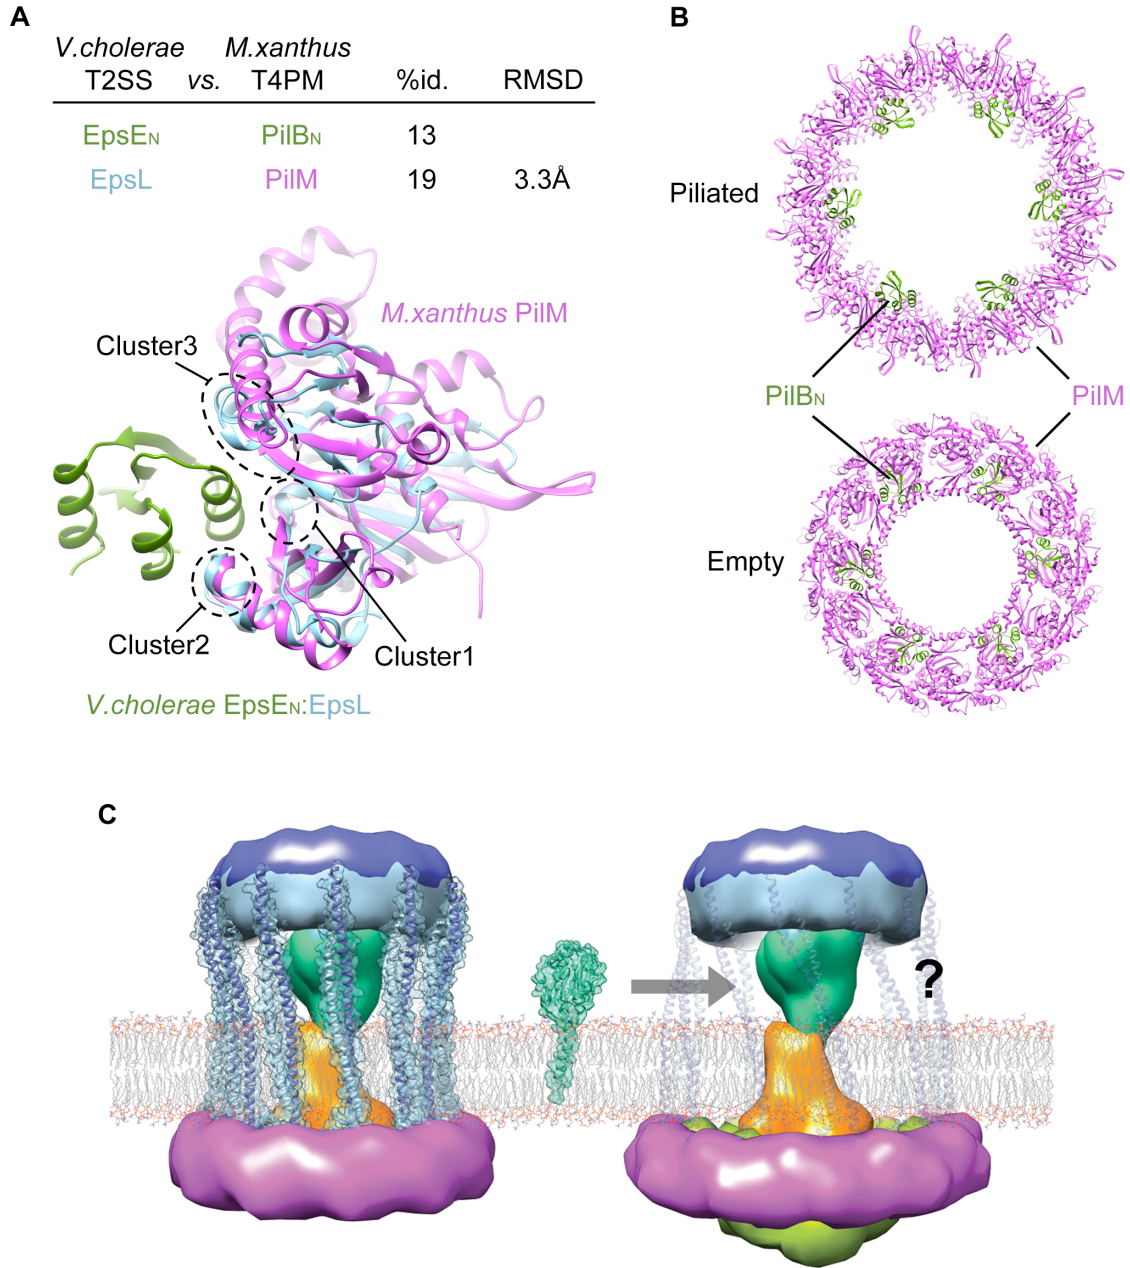 A
V.cholerae M.xanthus
T2SS vs. T4PM %id. RMSD
EpsEN PilBN 13
EpsL PilM 19 3.3Å
M.xanthus PilM
Cluster3
Cluster2
Cluster1
V.cholerae EpsEN:EpsL
B
Piliated
PilBN
PilM
Empty
C
?